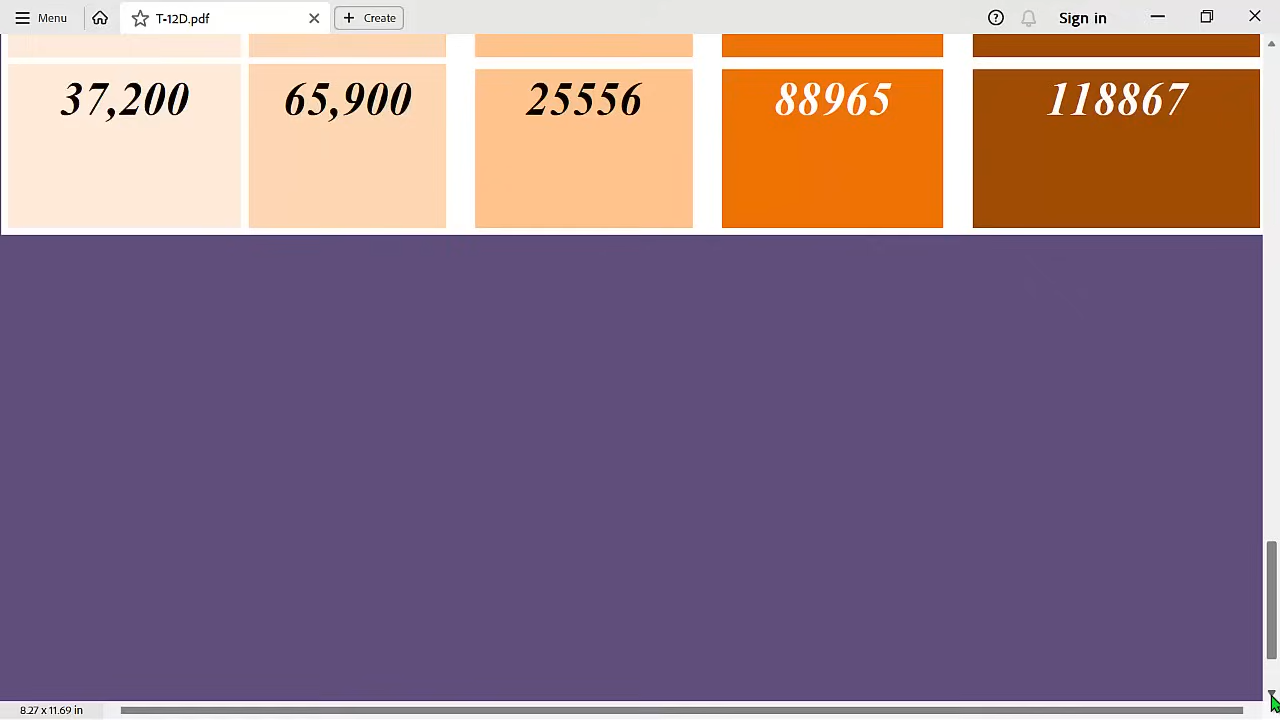 Menu
T-12D.pdf
Create
Sign in
37,200 65,900 25556 88965 118867
8.27 x 11.69 in